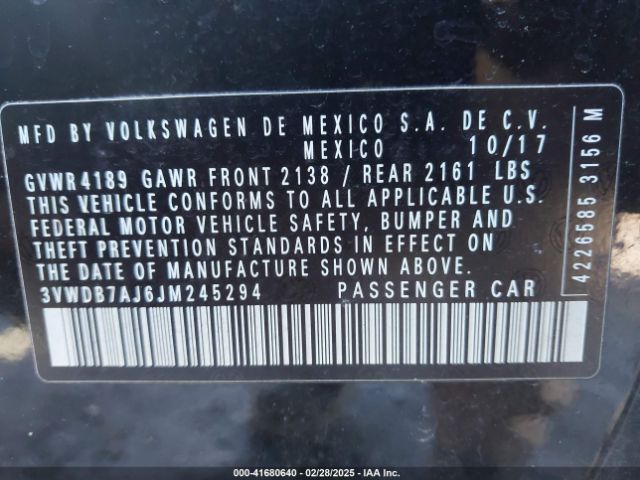 MFD BY VOLKSWAGEN DE MEXICO S.A. DE C.V.
MEXICO 10/17
GVWR4189 GAWR FRONT 2138 / REAR 2161 LBS
THIS VEHICLE CONFORMS TO ALL APPLICABLE U.S.
FEDERAL MOTOR VEHICLE SAFETY, BUMPER AND
THEFT PREVENTION STANDARDS IN EFFECT ON
THE DATE OF MANUFACTURE SHOWN ABOVE.
3VWDB7AJ6JM245294 PASSENGER CAR
4226585 3156 M
000-41680640 - 02/28/2025 - IAA Inc.